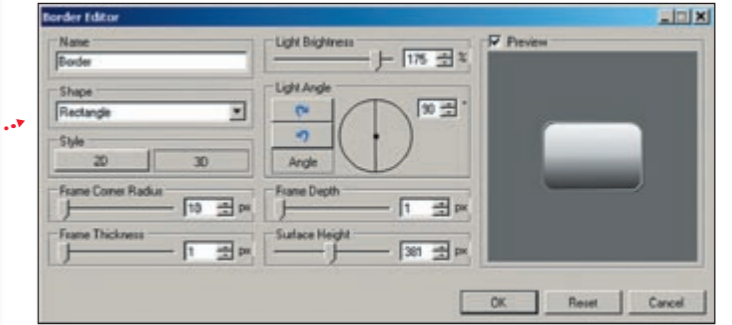 Border Editor
Name
Border
Shape
Rectangle
Style
2D 3D
Frame Corner Radius
10 px
Frame Thickness
1 px
Light Brightness
175 %
Light Angle
90 °
Angle
Frame Depth
1 px
Surface Height
381 px
Preview
OK Reset Cancel